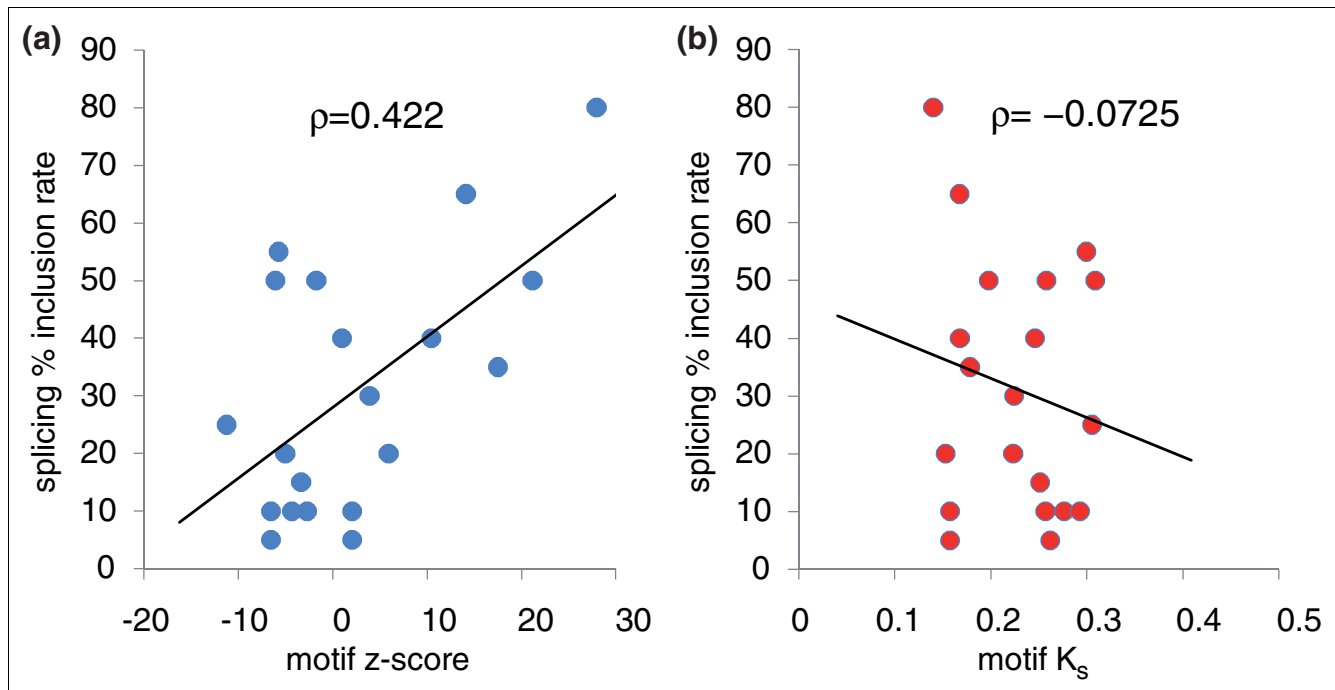 (a)
splicing % inclusion rate
90
80
70
60
50
40
30
20
10
0
ρ=0.422
-20 -10 0 10 20 30
motif z-score
(b)
splicing % inclusion rate
90
80
70
60
50
40
30
20
10
0
ρ= −0.0725
0 0.1 0.2 0.3 0.4 0.5
motif Ks